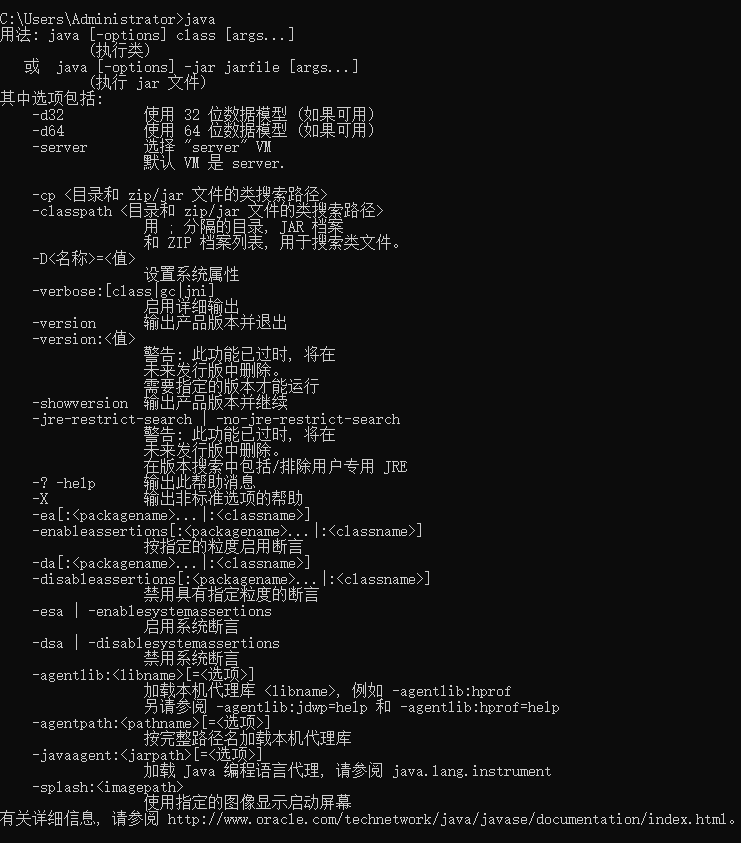 C:\Users\Administrator>java
用法: java [-options] class [args...]
(执行类)
或  java [-options] -jar jarfile [args...]
(执行 jar 文件)
其中选项包括:
-d32 使用 32 位数据模型 (如果可用)
-d64 使用 64 位数据模型 (如果可用)
-server 选择 "server" VM
默认 VM 是 server.
-cp <目录和 zip/jar 文件的类搜索路径>
-classpath <目录和 zip/jar 文件的类搜索路径>
用 ; 分隔的目录, JAR 档案
和 ZIP 档案列表, 用于搜索类文件。
-D<名称>=<值>
设置系统属性
-verbose:[class|gc|jni]
启用详细输出
-version 输出产品版本并退出
-version:<值>
警告: 此功能已过时, 将在
未来发行版中删除。
需要指定的版本才能运行
-showversion 输出产品版本并继续
-jre-restrict-search | -no-jre-restrict-search
警告: 此功能已过时, 将在
未来发行版中删除。
在版本搜索中包括/排除用户专用 JRE
-? -help 输出此帮助消息
-X 输出非标准选项的帮助
-ea[:<packagename>...|:<classname>]
-enableassertions[:<packagename>...|:<classname>]
按指定的粒度启用断言
-da[:<packagename>...|:<classname>]
-disableassertions[:<packagename>...|:<classname>]
禁用具有指定粒度的断言
-esa | -enablesystemassertions
启用系统断言
-dsa | -disablesystemassertions
禁用系统断言
-agentlib:<libname>[=<选项>]
加载本机代理库 <libname>, 例如 -agentlib:hprof
另请参阅 -agentlib:jdwp=help 和 -agentlib:hprof=help
-agentpath:<pathname>[=<选项>]
按完整路径名加载本机代理库
-javaagent:<jarpath>[=<选项>]
加载 Java 编程语言代理, 请参阅 java.lang.instrument
-splash:<imagepath>
使用指定的图像显示启动屏幕
有关详细信息, 请参阅 http://www.oracle.com/technetwork/java/javase/documentation/index.html。